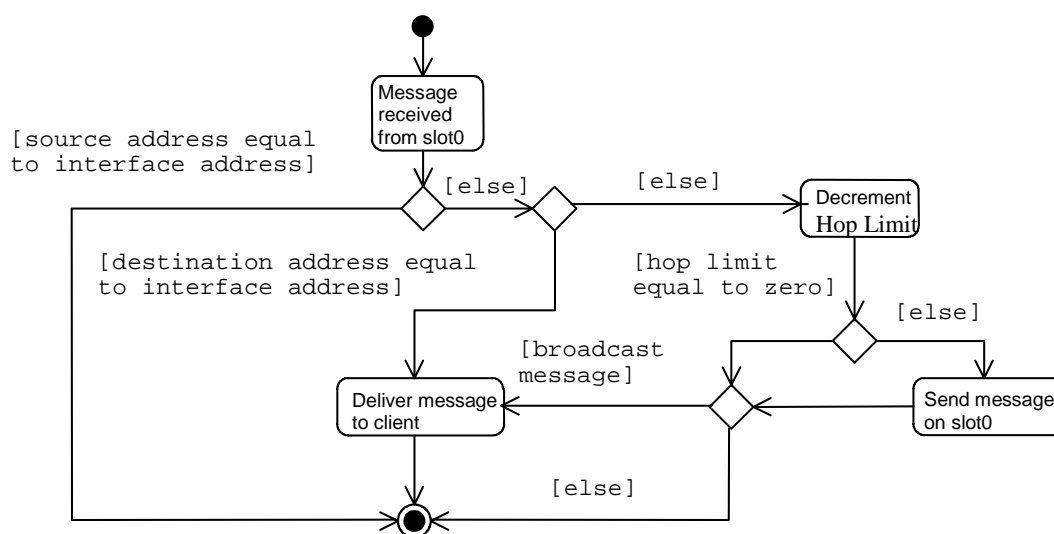 Message
received
from slot0
[source address equal
to interface address]
[else]
[else]
Decrement
Hop Limit
[destination address equal
to interface address]
[hop limit
equal to zero]
[else]
[broadcast
message]
Deliver message
to client
Send message
on slot0
[else]